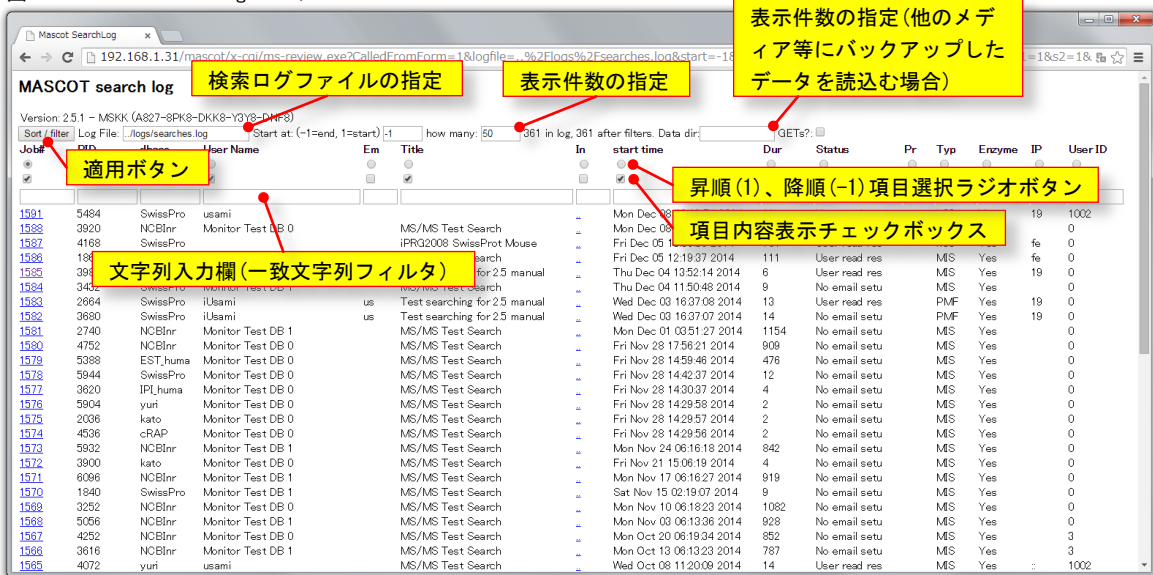 表示件数の指定(他のメデ
ィア等にバックアップした
データを読込む場合)
Mascot SearchLog
192.168.1.31/mascot/x-cgi/ms-review.exe?CalledFromForm=1&logfile=..%2Flogs%2Fsearches.log&start=-1&
=1&s2=1&
MASCOT search log
検索ログファイルの指定
表示件数の指定
Version: 2.5.1 - MSKK (A827-8PK8-DKK8-Y3Y8-DNF8)
Sort / filter Log File: ../logs/searches.log Start at: (-1=end, 1=start) -1 how many: 50 361 in log, 361 after filters. Data dir: GETs?:
Job# PID dbase User Name Em Title In start time Dur Status Pr Typ Enzyme IP User ID
適用ボタン
昇順(1)、降順(-1)項目選択ラジオボタン
項目内容表示チェックボックス
文字列入力欄(一致文字列フィルタ)
1591 5484 SwissPro usami .. Mon Dec 08 19 1002
1588 3920 NCBInr Monitor Test DB 0 MS/MS Test Search .. Mon Dec 08 0
1587 4168 SwissPro iPRG2008 SwissProt Mouse .. Fri Dec 05 fe 0
1586 .. Fri Dec 05 12:19:37 2014 111 User read res MIS Yes fe 0
1585 for 2.5 manual .. Thu Dec 04 13:52:14 2014 6 User read res MIS Yes 19 0
1584 3432 SwissPro Monitor Test DB 1 MS/MS Test Search .. Thu Dec 04 11:50:48 2014 9 No email setu MIS Yes 0
1583 2664 SwissPro iUsami us Test searching for 2.5 manual .. Wed Dec 03 16:37:08 2014 13 User read res PMF Yes 19 0
1582 3680 SwissPro iUsami us Test searching for 2.5 manual .. Wed Dec 03 16:37:07 2014 14 No email setu PMF Yes 19 0
1581 2740 NCBInr Monitor Test DB 1 MS/MS Test Search .. Mon Dec 01 03:51:27 2014 1154 No email setu MIS Yes 0
1580 4752 NCBInr Monitor Test DB 0 MS/MS Test Search .. Fri Nov 28 17:56:21 2014 909 No email setu MIS Yes 0
1579 5388 EST_huma Monitor Test DB 0 MS/MS Test Search .. Fri Nov 28 14:59:46 2014 476 No email setu MIS Yes 0
1578 5944 SwissPro Monitor Test DB 0 MS/MS Test Search .. Fri Nov 28 14:42:37 2014 12 No email setu MIS Yes 0
1577 3620 IPI_huma Monitor Test DB 0 MS/MS Test Search .. Fri Nov 28 14:30:37 2014 4 No email setu MIS Yes 0
1576 5904 yuri Monitor Test DB 0 MS/MS Test Search .. Fri Nov 28 14:29:58 2014 2 No email setu MIS Yes 0
1575 2036 kato Monitor Test DB 0 MS/MS Test Search .. Fri Nov 28 14:29:57 2014 2 No email setu MIS Yes 0
1574 4536 cRAP Monitor Test DB 0 MS/MS Test Search .. Fri Nov 28 14:29:56 2014 2 No email setu MIS Yes 0
1573 5932 NCBInr Monitor Test DB 1 MS/MS Test Search .. Mon Nov 24 06:16:18 2014 842 No email setu MIS Yes 0
1572 3900 kato Monitor Test DB 0 MS/MS Test Search .. Fri Nov 21 15:06:19 2014 4 No email setu MIS Yes 0
1571 6096 NCBInr Monitor Test DB 1 MS/MS Test Search .. Mon Nov 17 06:16:27 2014 919 No email setu MIS Yes 0
1570 1840 SwissPro Monitor Test DB 1 MS/MS Test Search .. Sat Nov 15 02:19:07 2014 9 No email setu MIS Yes 0
1569 3252 NCBInr Monitor Test DB 0 MS/MS Test Search .. Mon Nov 10 06:18:23 2014 1082 No email setu MIS Yes 0
1568 5056 NCBInr Monitor Test DB 1 MS/MS Test Search .. Mon Nov 03 06:13:36 2014 928 No email setu MIS Yes 0
1567 4252 NCBInr Monitor Test DB 0 MS/MS Test Search .. Mon Oct 20 06:19:34 2014 852 No email setu MIS Yes 3
1566 3616 NCBInr Monitor Test DB 1 MS/MS Test Search .. Mon Oct 13 06:13:23 2014 787 No email setu MIS Yes 3
1565 4072 yuri usami MS/MS Test Search .. Wed Oct 08 11:20:09 2014 14 User read res MIS Yes :: 1002